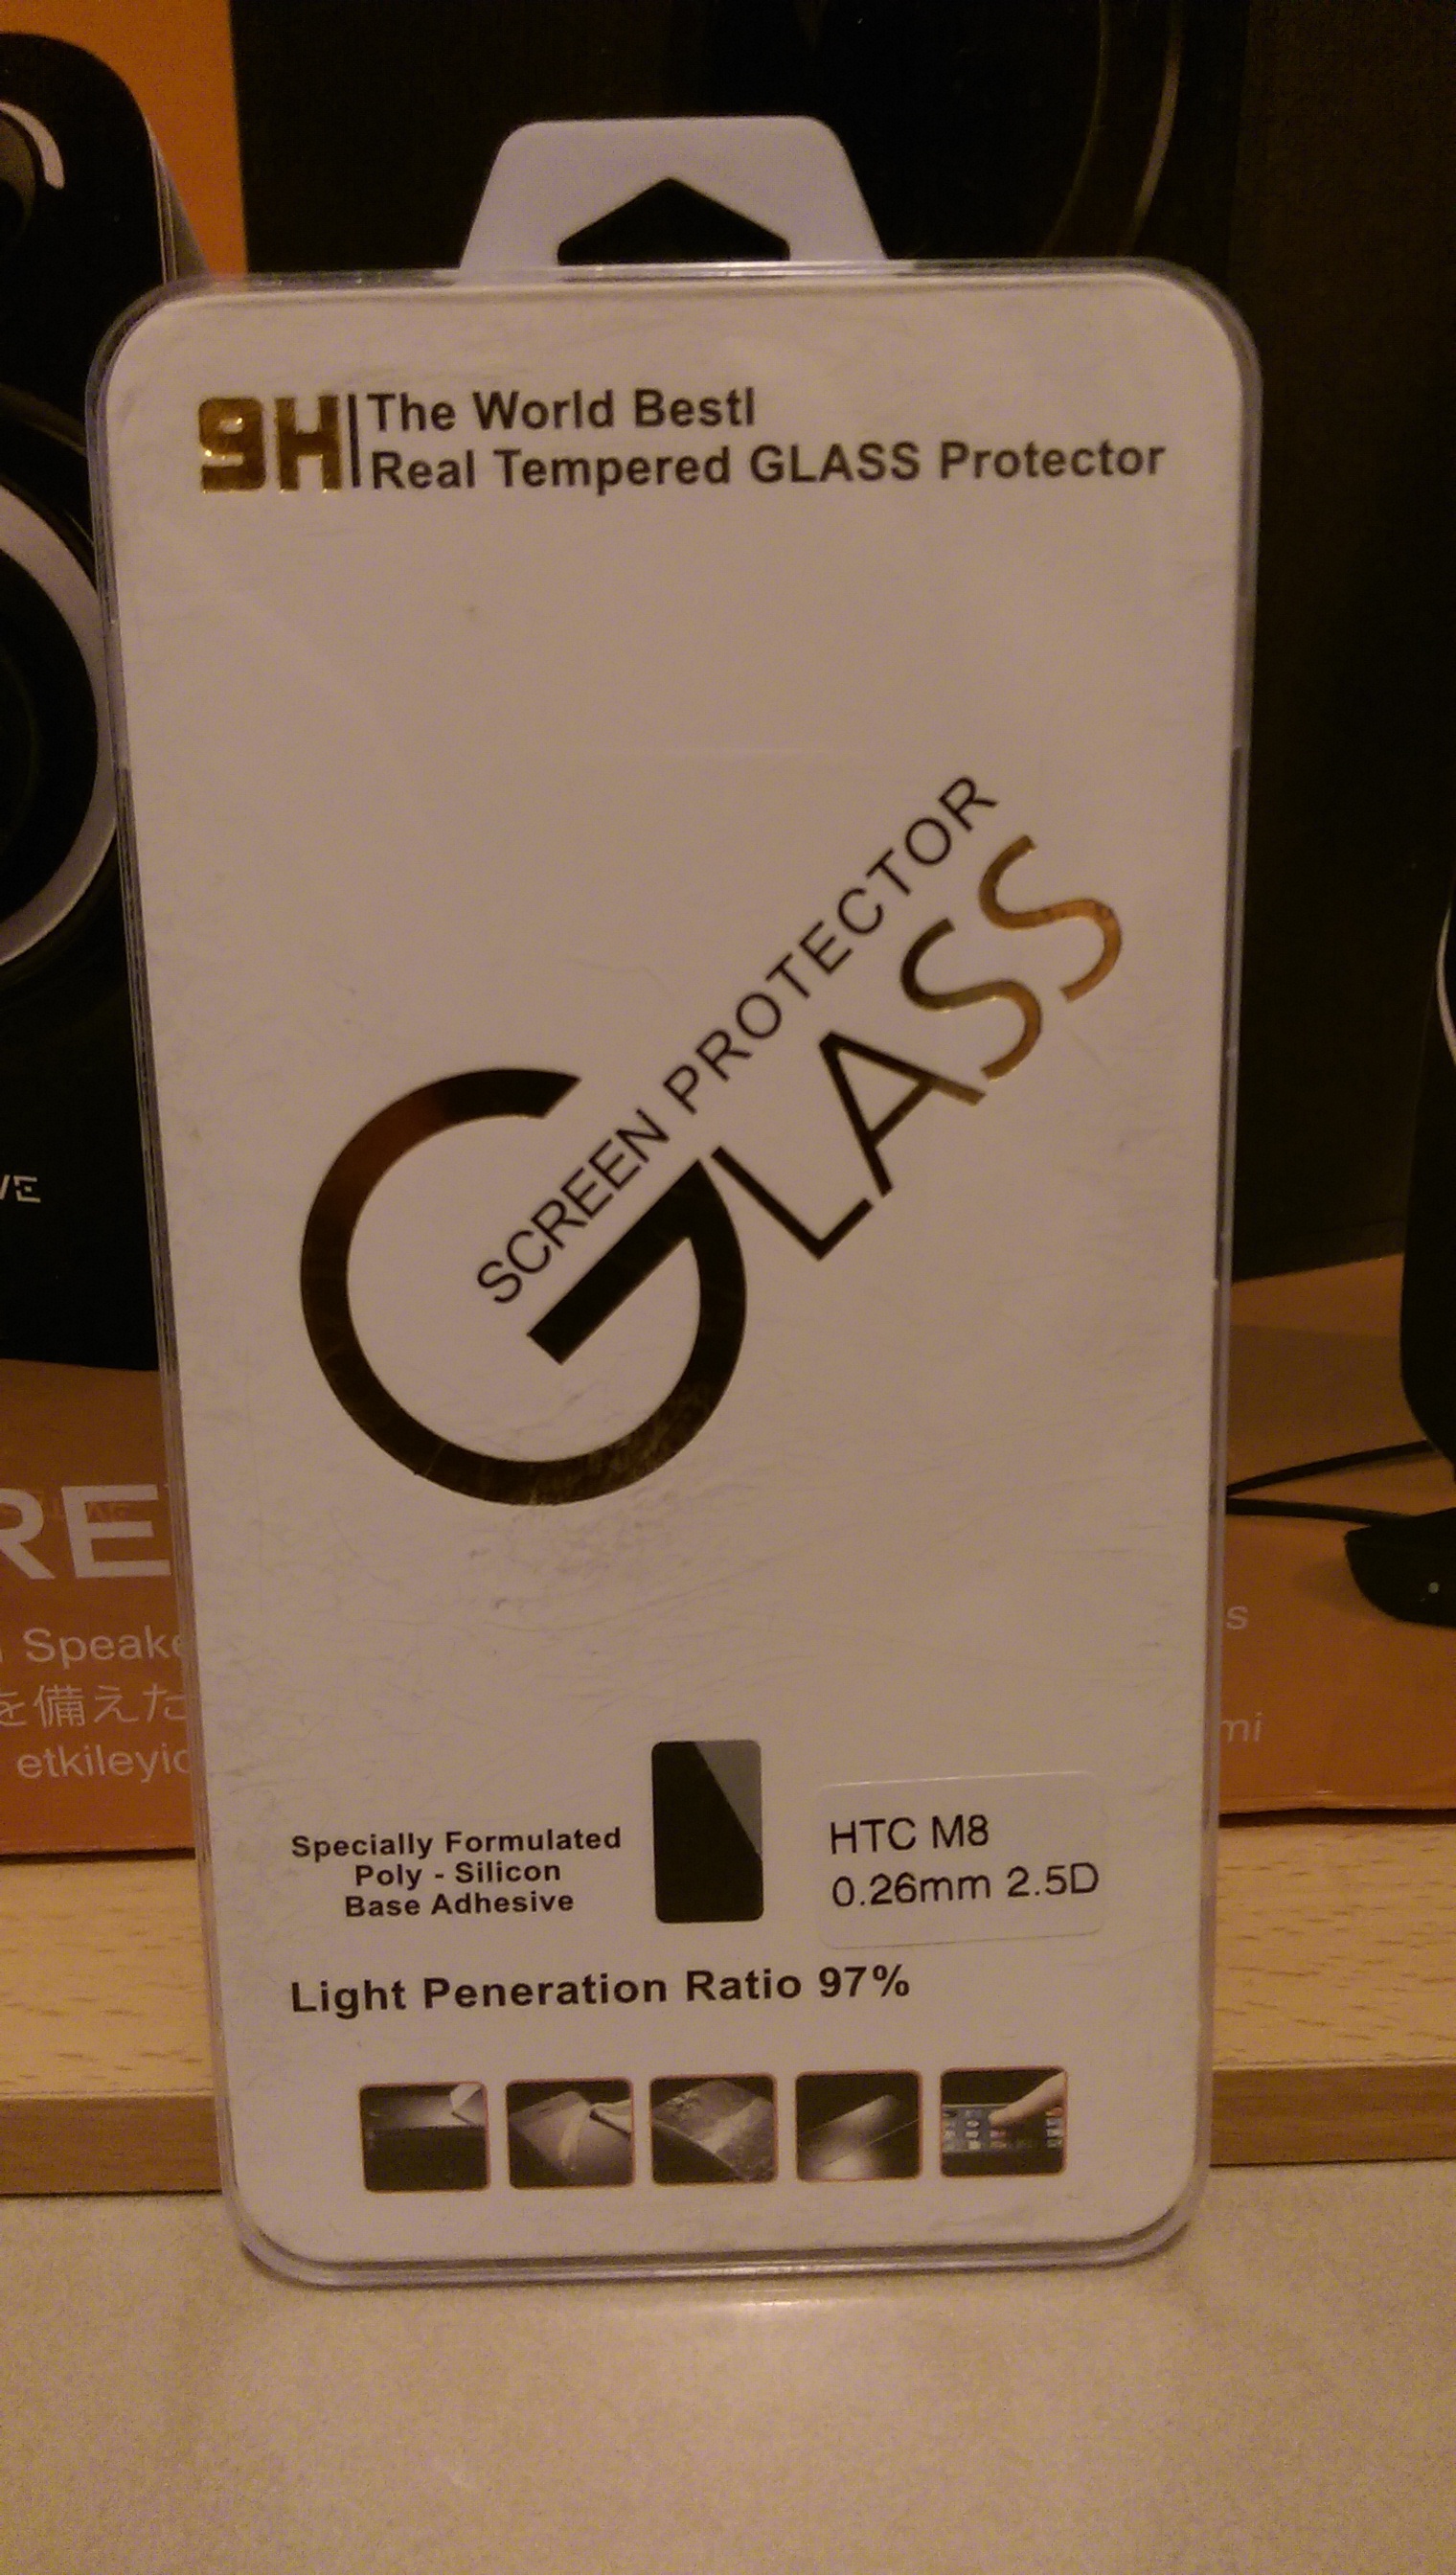 9H
The World Bestl
Real Tempered GLASS Protector
SCREEN PROTECTOR
GLASS
Specially Formulated
Poly - Silicon
Base Adhesive
HTC M8
0.26mm 2.5D
Light Peneration Ratio 97%
VE
RE
Speake
を備えた
etkileyic
s
mi